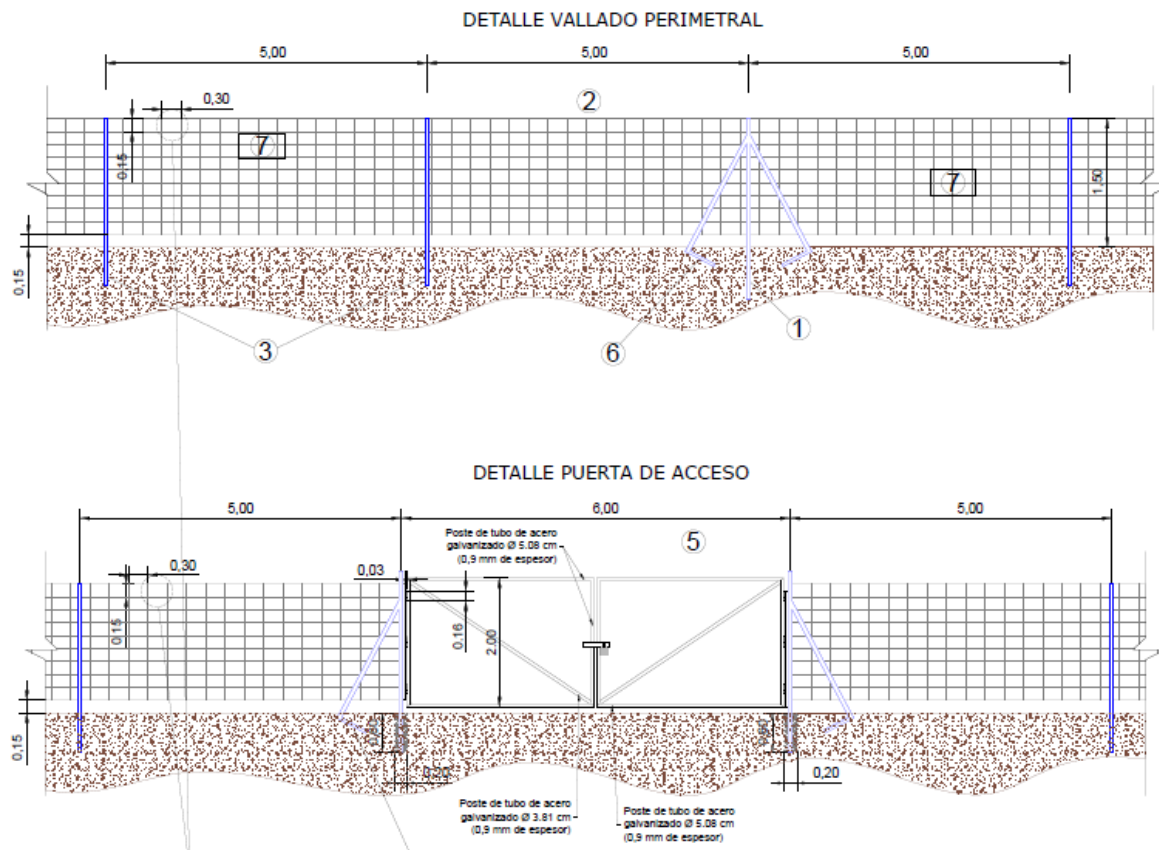 DETALLE VALLADO PERIMETRAL
5,00 5,00 5,00
0,30
2
7
0,15
7
1,50
0,15
1
3
6
DETALLE PUERTA DE ACCESO
5,00 6,00 5,00
Poste de tubo de acero
galvanizado Ø 5.08 cm
(0,9 mm de espesor)
5
0,30
0,03
0,15
0.16
2.00
0,15
0,20
0,20
Poste de tubo de acero
galvanizado Ø 3.81 cm
(0,9 mm de espesor)
Poste de tubo de acero
galvanizado Ø 5.08 cm
(0,9 mm de espesor)